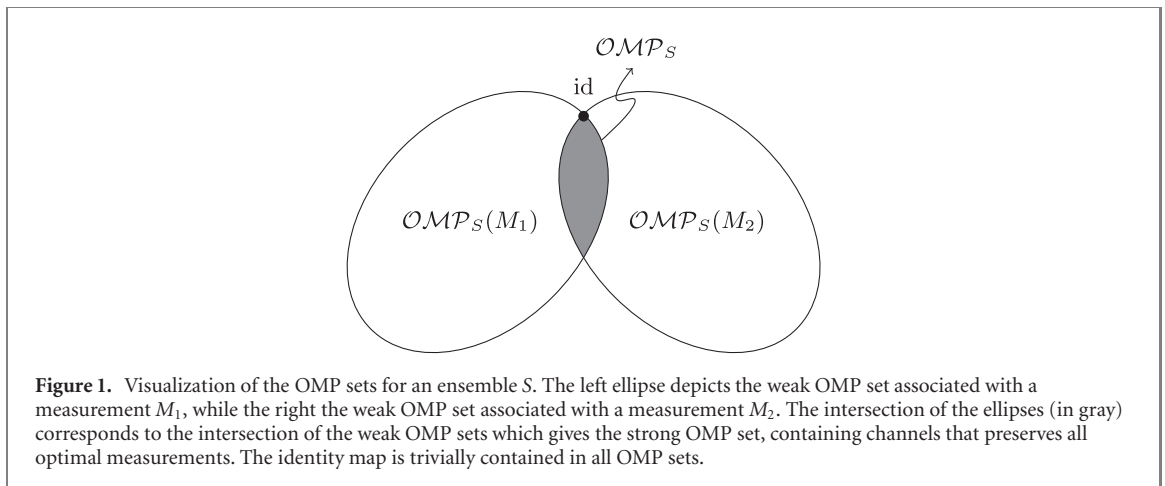 𝒪ℳ𝒫_S
id
𝒪ℳ𝒫_S(M_1) 𝒪ℳ𝒫_S(M_2)
Figure 1. Visualization of the OMP sets for an ensemble S. The left ellipse depicts the weak OMP set associated with a
measurement M_1, while the right the weak OMP set associated with a measurement M_2. The intersection of the ellipses (in gray)
corresponds to the intersection of the weak OMP sets which gives the strong OMP set, containing channels that preserves all
optimal measurements. The identity map is trivially contained in all OMP sets.